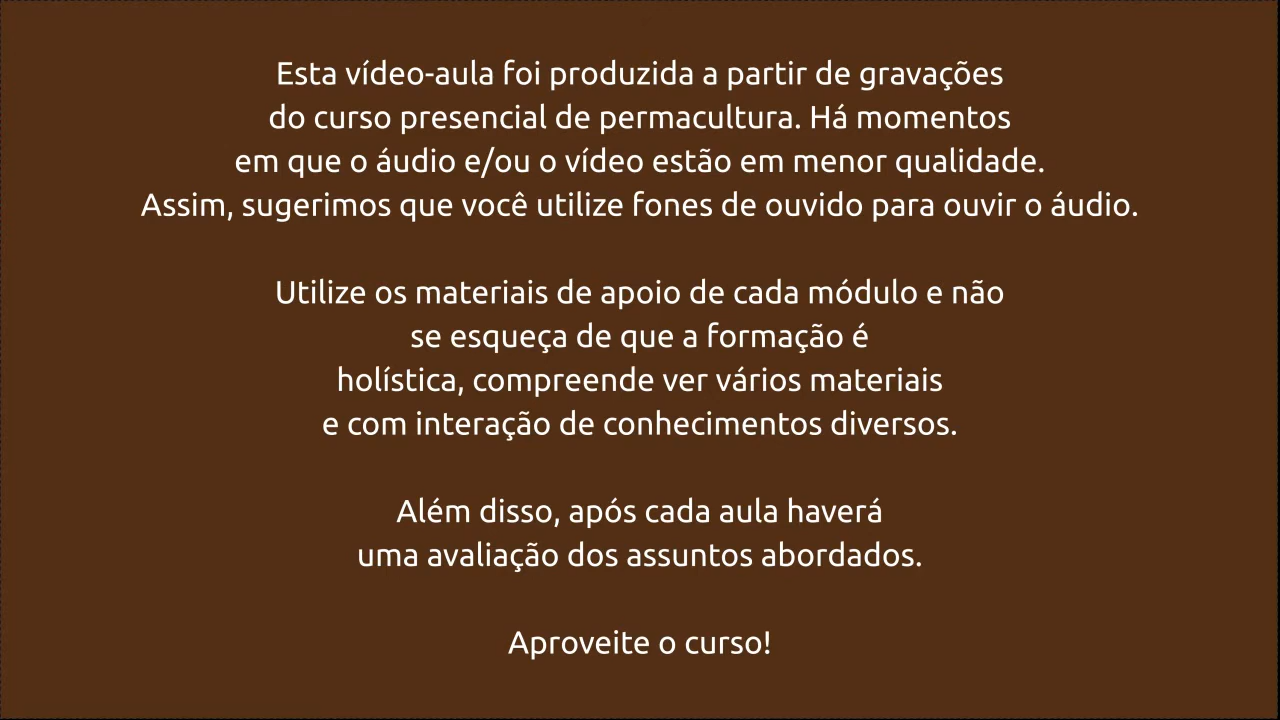 Esta vídeo-aula foi produzida a partir de gravações
do curso presencial de permacultura. Há momentos
em que o áudio e/ou o vídeo estão em menor qualidade.
Assim, sugerimos que você utilize fones de ouvido para ouvir o áudio.
Utilize os materiais de apoio de cada módulo e não
se esqueça de que a formação é
holística, compreende ver vários materiais
e com interação de conhecimentos diversos.
Além disso, após cada aula haverá
uma avaliação dos assuntos abordados.
Aproveite o curso!